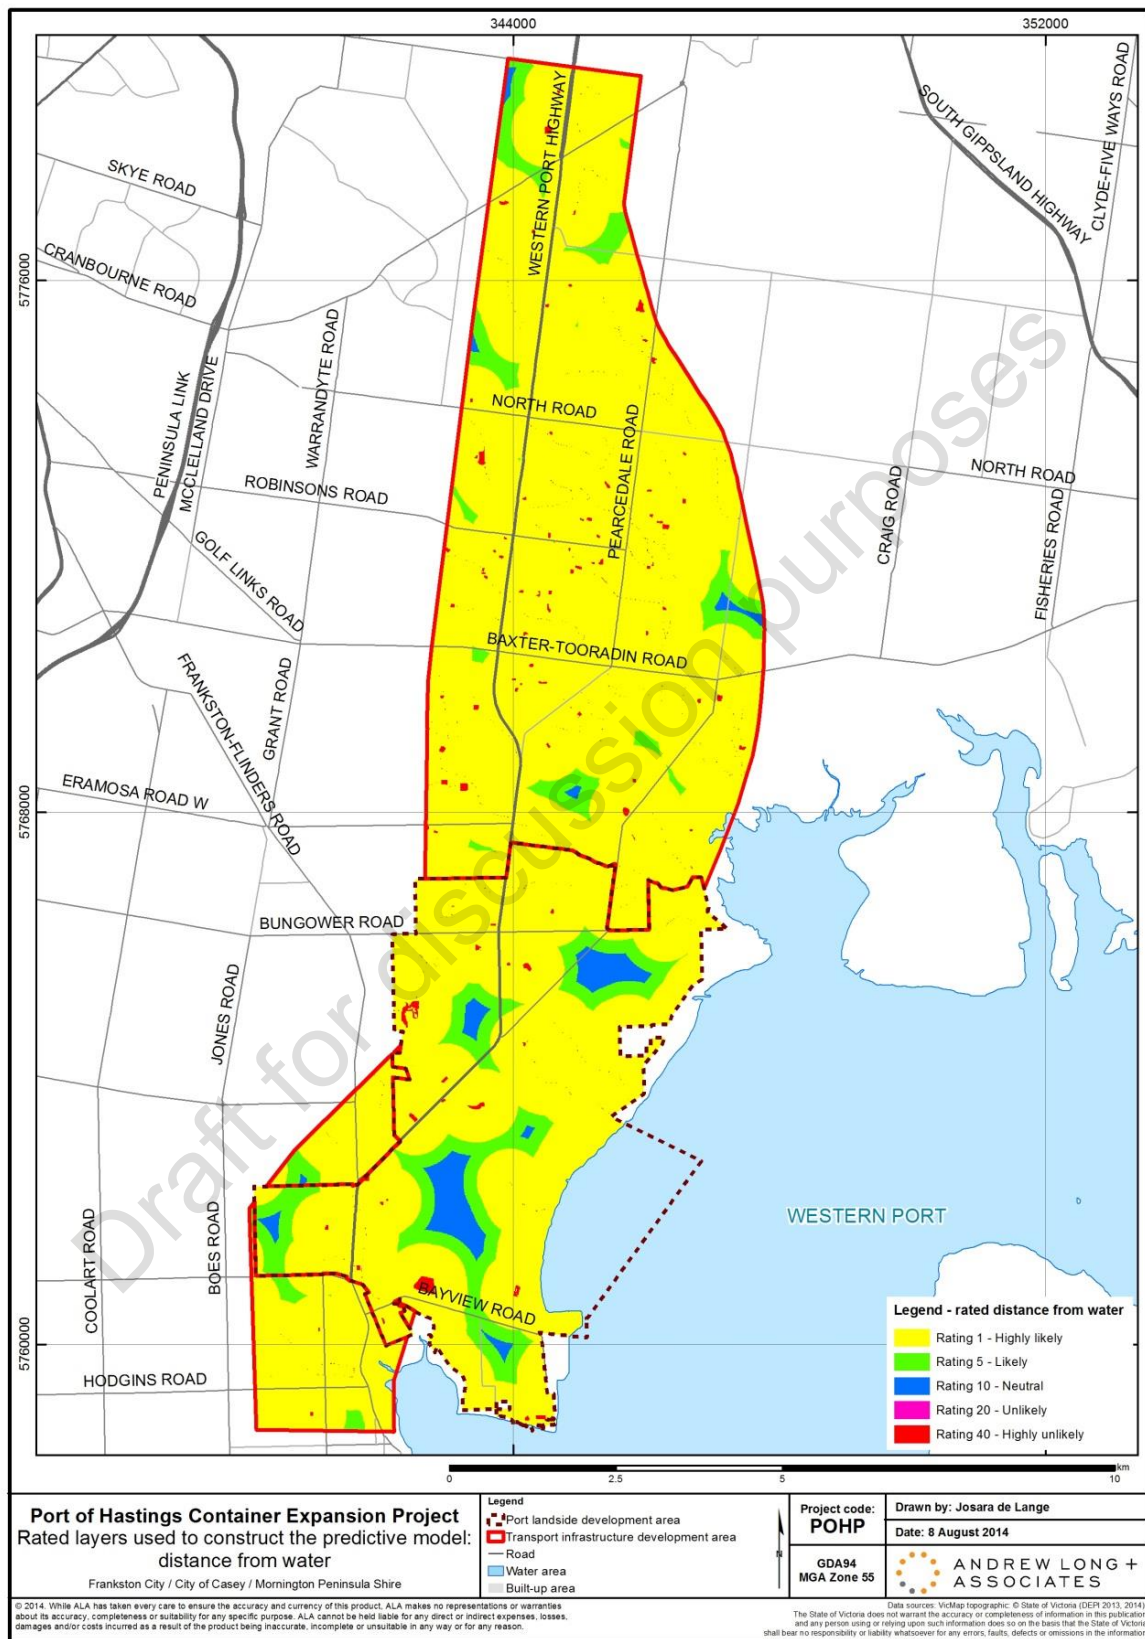 344000
352000
5776000
5768000
5760000
SKYE ROAD
CRANBOURNE ROAD
PENINSULA LINK
MCCLELLAND DRIVE
WARRANDYTE ROAD
WESTERN PORT HIGHWAY
SOUTH GIPPSLAND HIGHWAY
CLYDE-FIVE WAYS ROAD
NORTH ROAD
NORTH ROAD
ROBINSONS ROAD
PEARCEDALE ROAD
CRAIG ROAD
FISHERIES ROAD
GOLF LINKS ROAD
BAXTER-TOORADIN ROAD
FRANKSTON-FLINDERS ROAD
GRANT ROAD
ERAMOSA ROAD W
BUNGOWER ROAD
JONES ROAD
COOLART ROAD
BOES ROAD
BAYVIEW ROAD
HODGINS ROAD
WESTERN PORT
Draft for discussion purposes
Legend - rated distance from water
Rating 1 - Highly likely
Rating 5 - Likely
Rating 10 - Neutral
Rating 20 - Unlikely
Rating 40 - Highly unlikely
0 2.5 5 10
km
Port of Hastings Container Expansion Project
Rated layers used to construct the predictive model:
distance from water
Frankston City / City of Casey / Mornington Peninsula Shire
Legend
Port landside development area
Transport infrastructure development area
Road
Water area
Built-up area
N
Project code:
POHP
GDA94
MGA Zone 55
Drawn by: Josara de Lange
Date: 8 August 2014
ANDREW LONG +
ASSOCIATES
© 2014. While ALA has taken every care to ensure the accuracy and currency of this product, ALA makes no representations or warranties
about its accuracy, completeness or suitability for any specific purpose. ALA cannot be held liable for any direct or indirect expenses, losses,
damages and/or costs incurred as a result of the product being inaccurate, incomplete or unsuitable in any way or for any reason.
Data sources: VicMap topographic: © State of Victoria (DEPI 2013, 2014)
The State of Victoria does not warrant the accuracy or completeness of information in this publication
and any person using or relying upon such information does so on the basis that the State of Victoria
shall bear no responsibility or liability whatsoever for any errors, faults, defects or omissions in the information